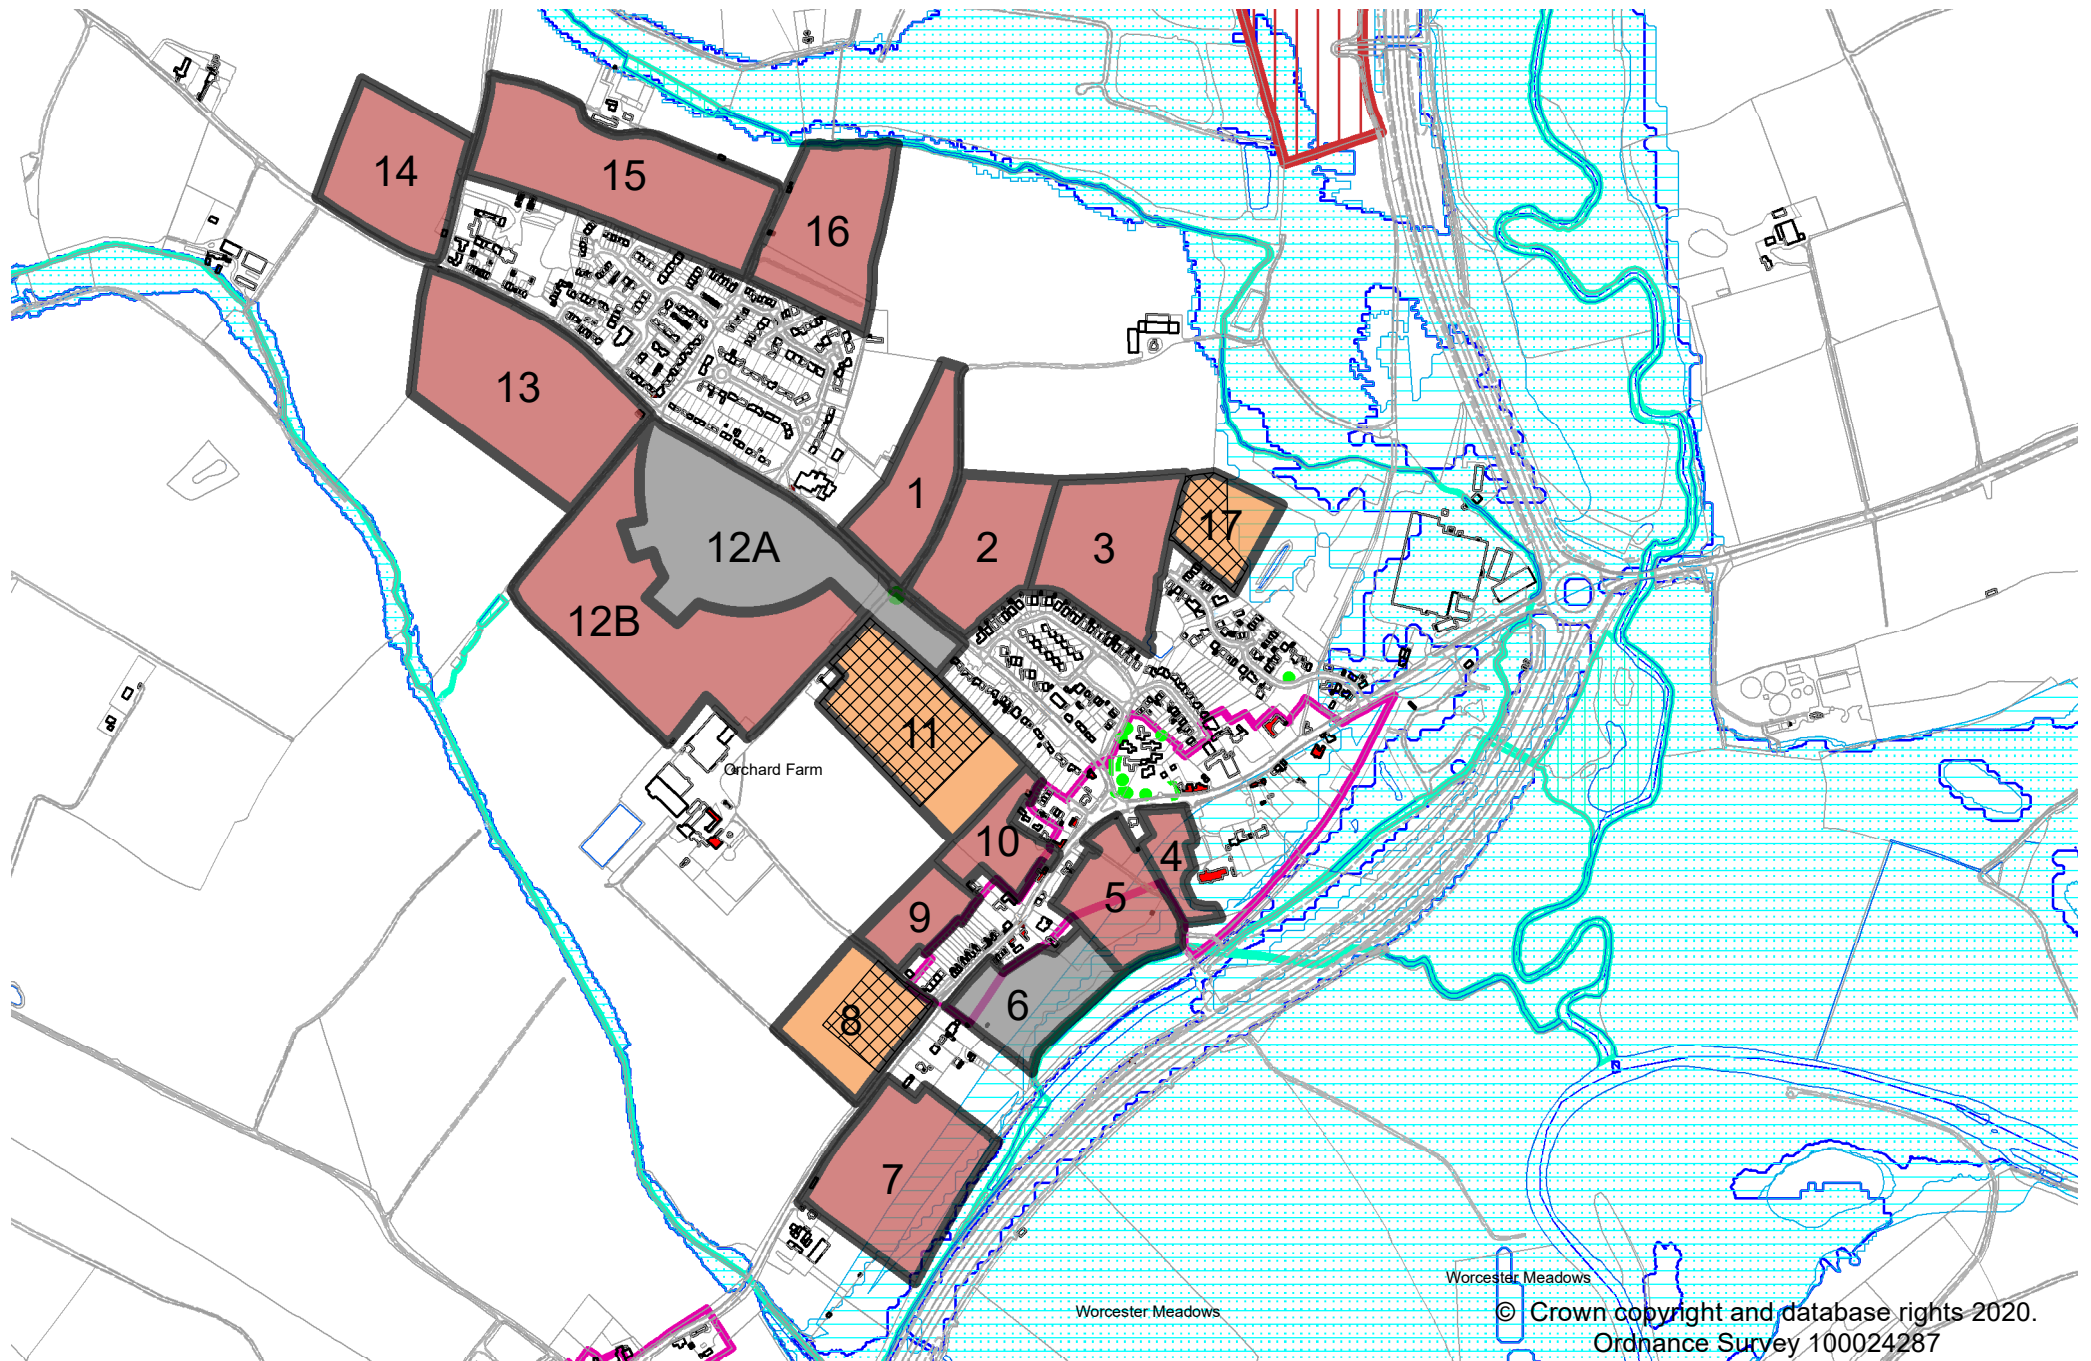 14
15
16
13
1
12A
2
3
17
12B
11
Orchard Farm
10
4
5
9
6
8
7
Worcester Meadows
Worcester Meadows
© Crown copyright and database rights 2020.
Ordnance Survey 100024287